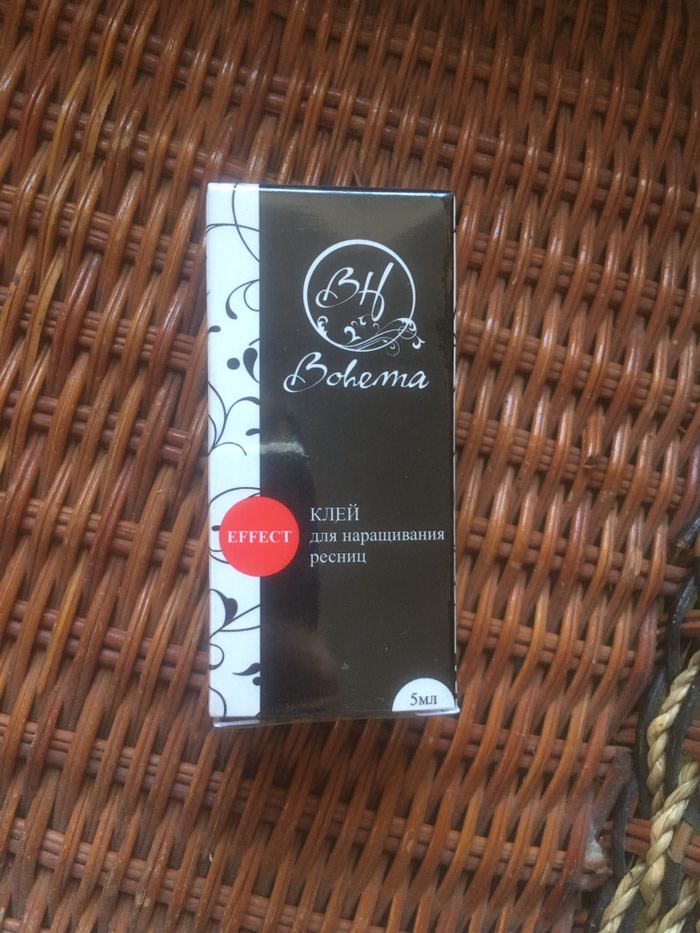 BH
Bohema
EFFECT
КЛЕЙ
для наращивания
ресниц
5мл